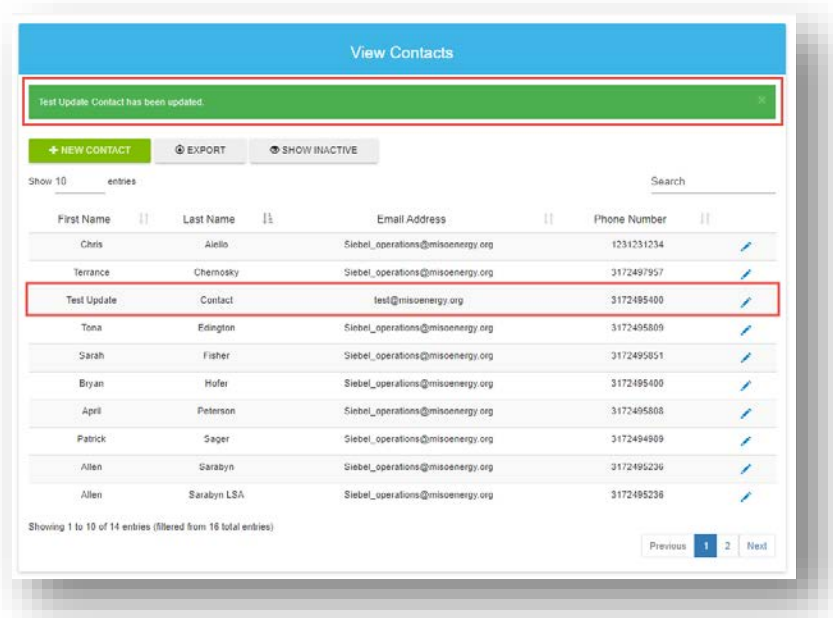 View Contacts
Test Update Contact has been updated.
NEW CONTACT EXPORT SHOW INACTIVE
Show 10 entries Search
First Name Last Name Email Address Phone Number
Chris Aiello Siebel_operations@misoenergy.org 1231231234
Terrance Chernosky Siebel_operations@misoenergy.org 3172497957
Test Update Contact test@misoenergy.org 3172495400
Tona Edington Siebel_operations@misoenergy.org 3172495809
Sarah Fisher Siebel_operations@misoenergy.org 3172495851
Bryan Hofer Siebel_operations@misoenergy.org 3172495400
April Peterson Siebel_operations@misoenergy.org 3172495808
Patrick Sager Siebel_operations@misoenergy.org 3172494989
Allen Sarabyn Siebel_operations@misoenergy.org 3172495236
Allen Sarabyn LSA Siebel_operations@misoenergy.org 3172495236
Showing 1 to 10 of 14 entries (filtered from 16 total entries)
Previous 1 2 Next